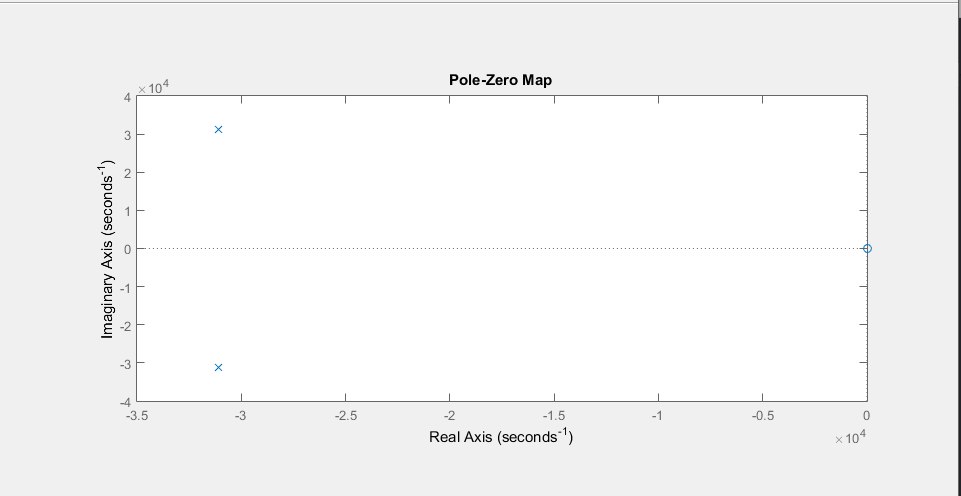 Pole-Zero Map
×10⁴
4
3
2
1
0
-1
-2
-3
-4
Imaginary Axis (seconds⁻¹)
-3.5 -3 -2.5 -2 -1.5 -1 -0.5 0
×10⁴
Real Axis (seconds⁻¹)